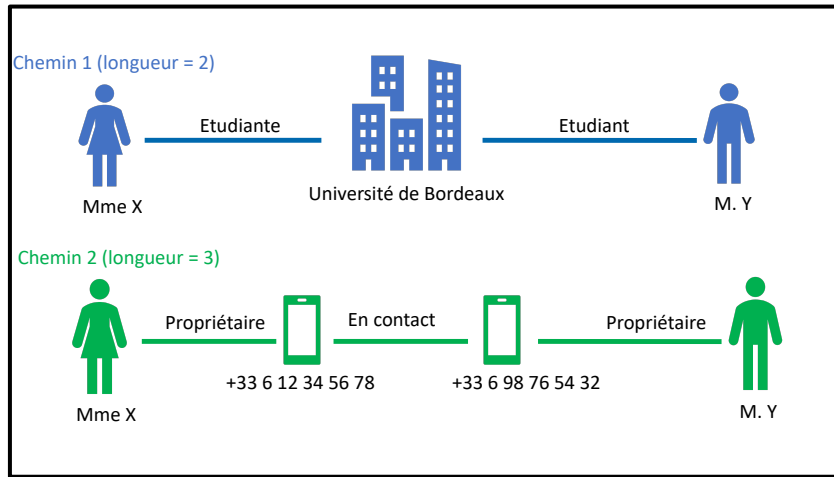 Chemin 1 (longueur = 2)
Etudiante
Etudiant
Université de Bordeaux
Mme X
M. Y
Chemin 2 (longueur = 3)
Propriétaire
En contact
Propriétaire
+33 6 12 34 56 78
+33 6 98 76 54 32
Mme X
M. Y